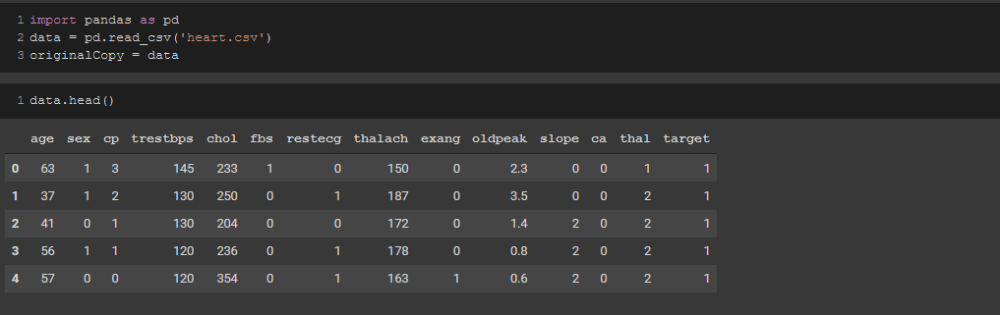 1 import pandas as pd
2 data = pd.read_csv('heart.csv')
3 originalCopy = data
1 data.head()
age sex cp trestbps chol fbs restecg thalach exang oldpeak slope ca thal target
0 63 1 3 145 233 1 0 150 0 2.3 0 0 1 1
1 37 1 2 130 250 0 1 187 0 3.5 0 0 2 1
2 41 0 1 130 204 0 0 172 0 1.4 2 0 2 1
3 56 1 1 120 236 0 1 178 0 0.8 2 0 2 1
4 57 0 0 120 354 0 1 163 1 0.6 2 0 2 1